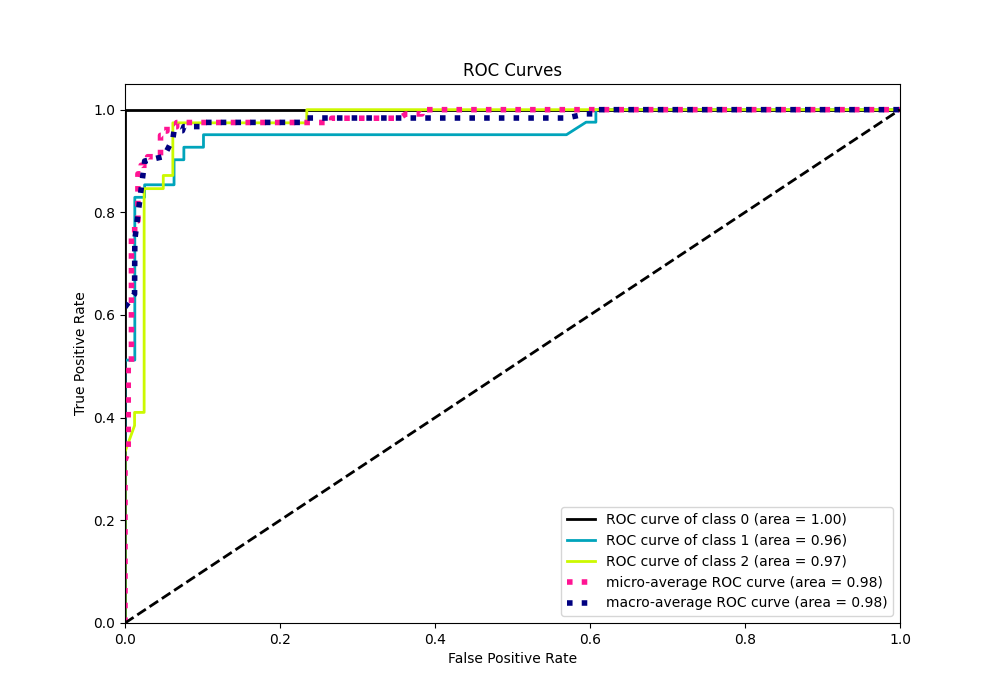 ROC Curves
True Positive Rate
1.0
0.8
0.6
0.4
0.2
0.0
0.0 0.2 0.4 0.6 0.8 1.0
False Positive Rate
ROC curve of class 0 (area = 1.00)
ROC curve of class 1 (area = 0.96)
ROC curve of class 2 (area = 0.97)
micro-average ROC curve (area = 0.98)
macro-average ROC curve (area = 0.98)